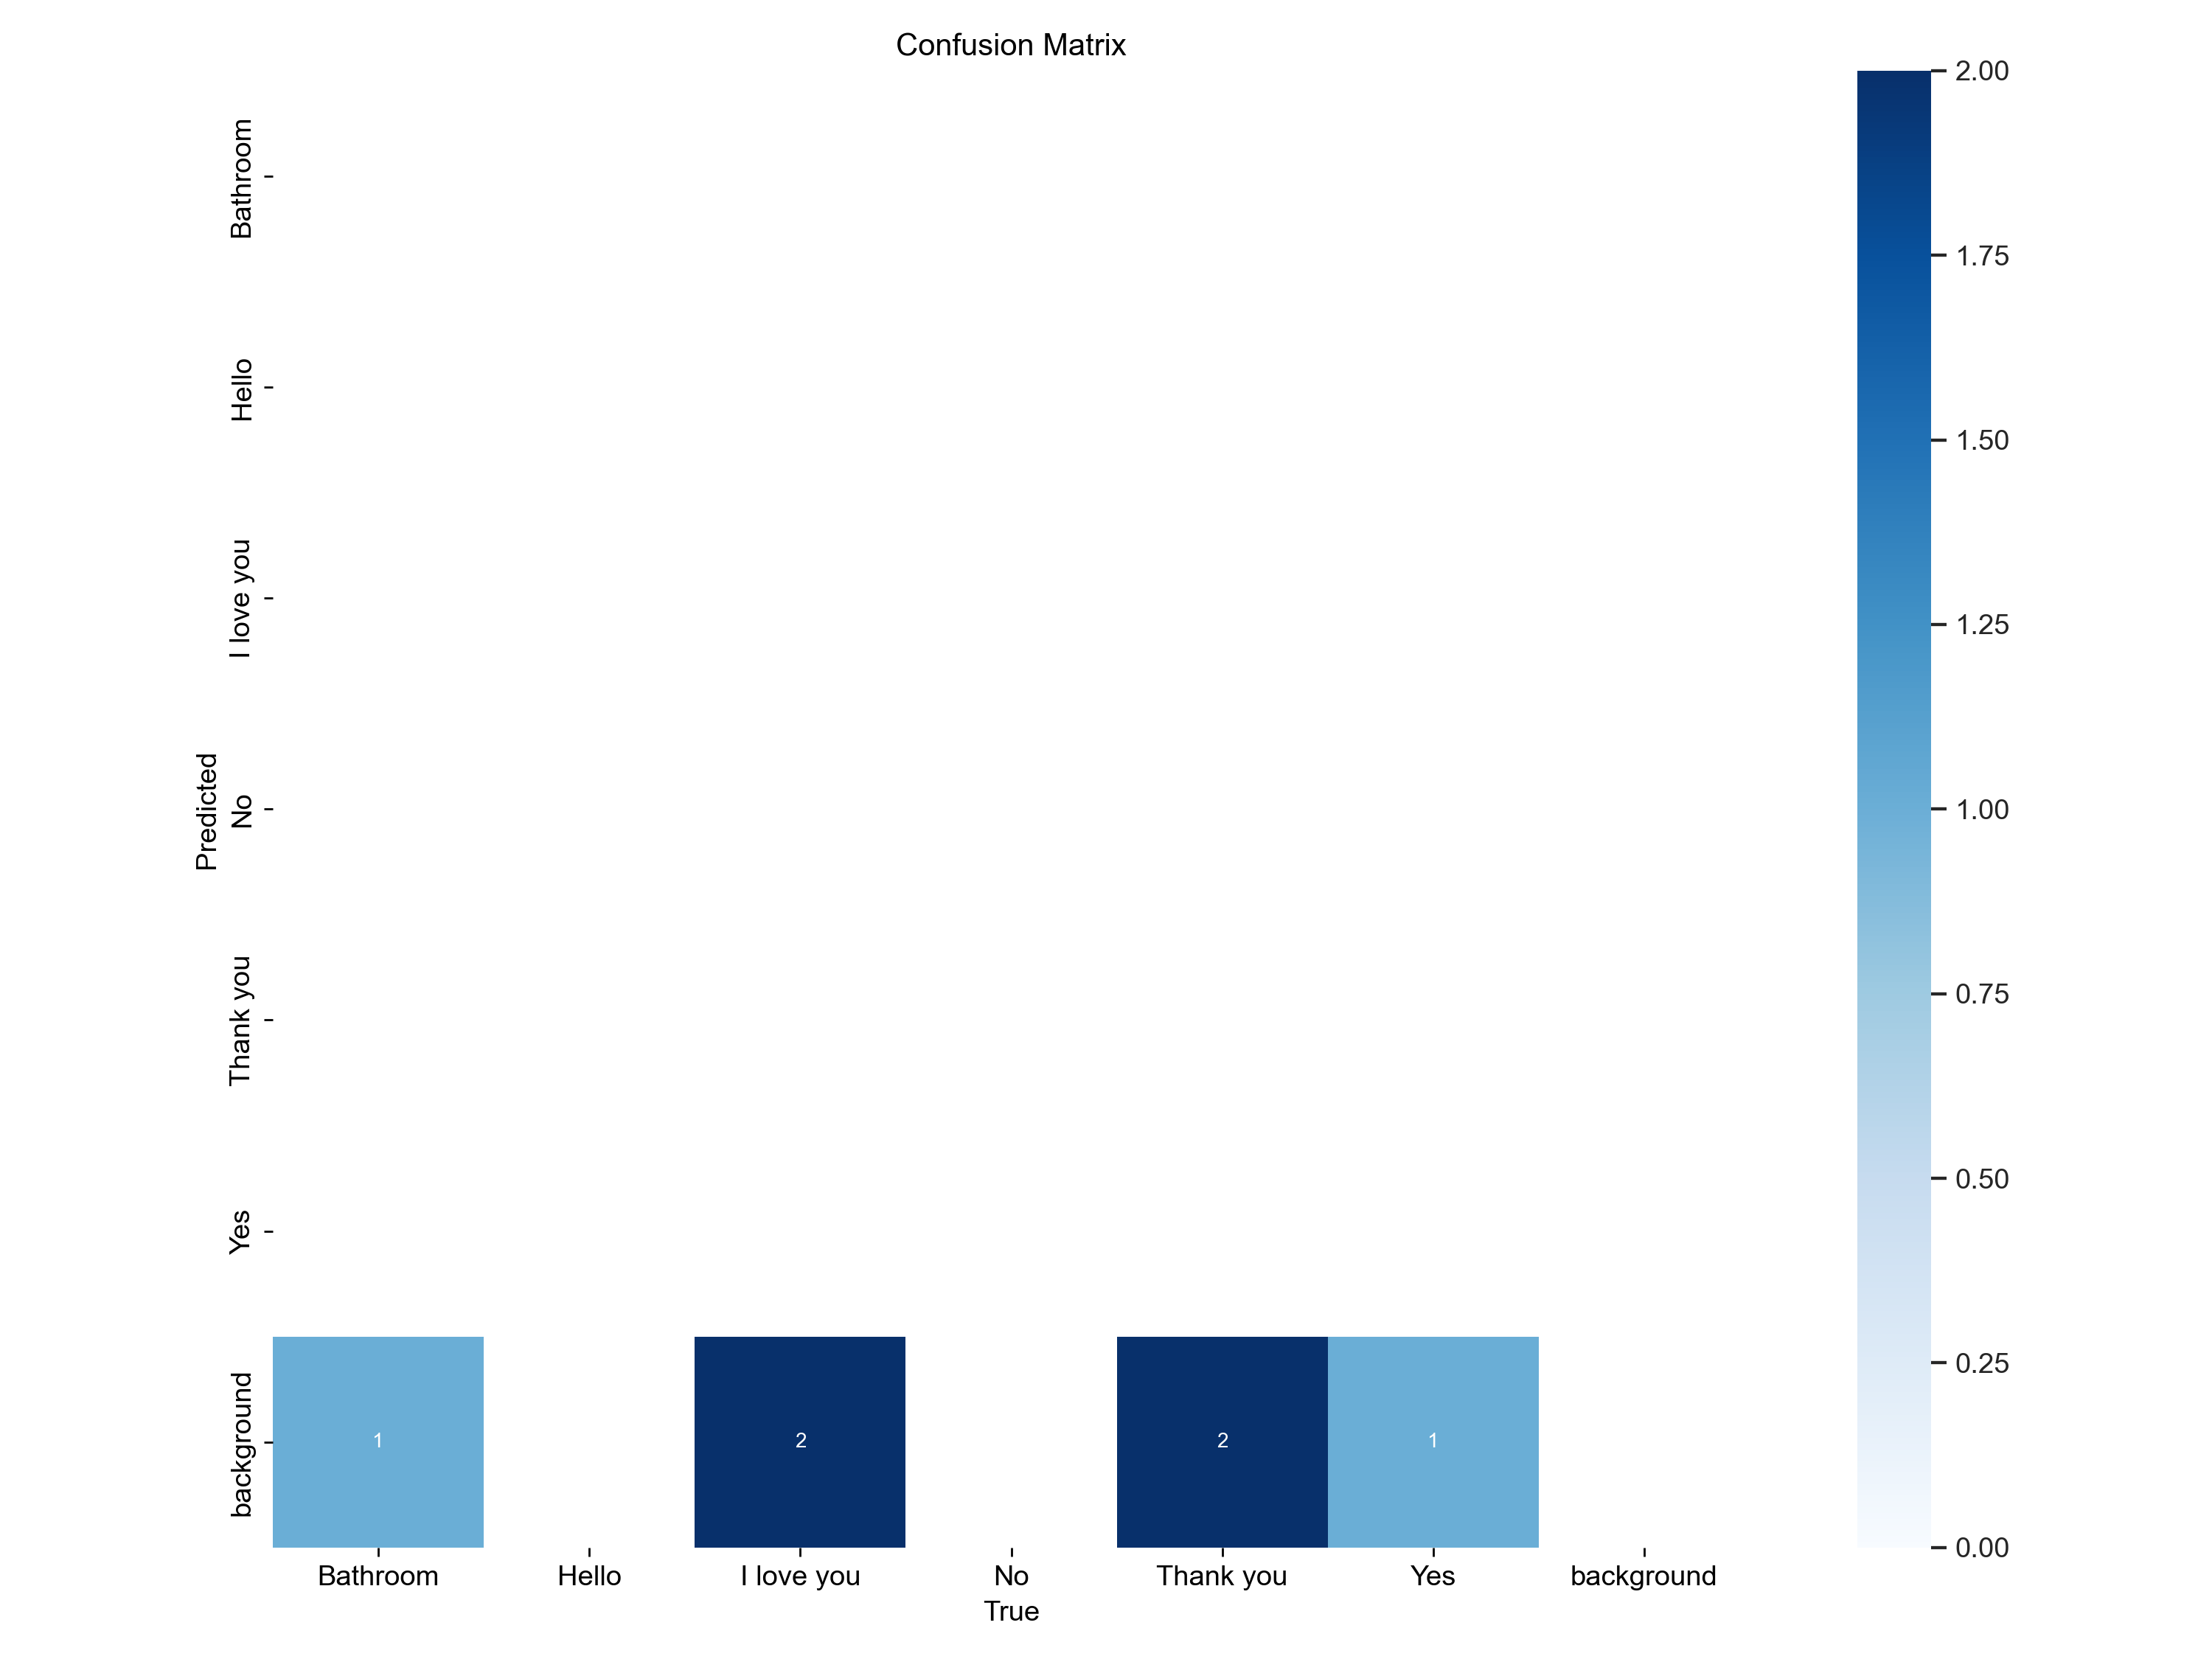 Confusion Matrix
Predicted
Bathroom
Hello
I love you
No
Thank you
Yes
background
1
2
2
1
Bathroom
Hello
I love you
No
Thank you
Yes
background
True
2.00
1.75
1.50
1.25
1.00
0.75
0.50
0.25
0.00